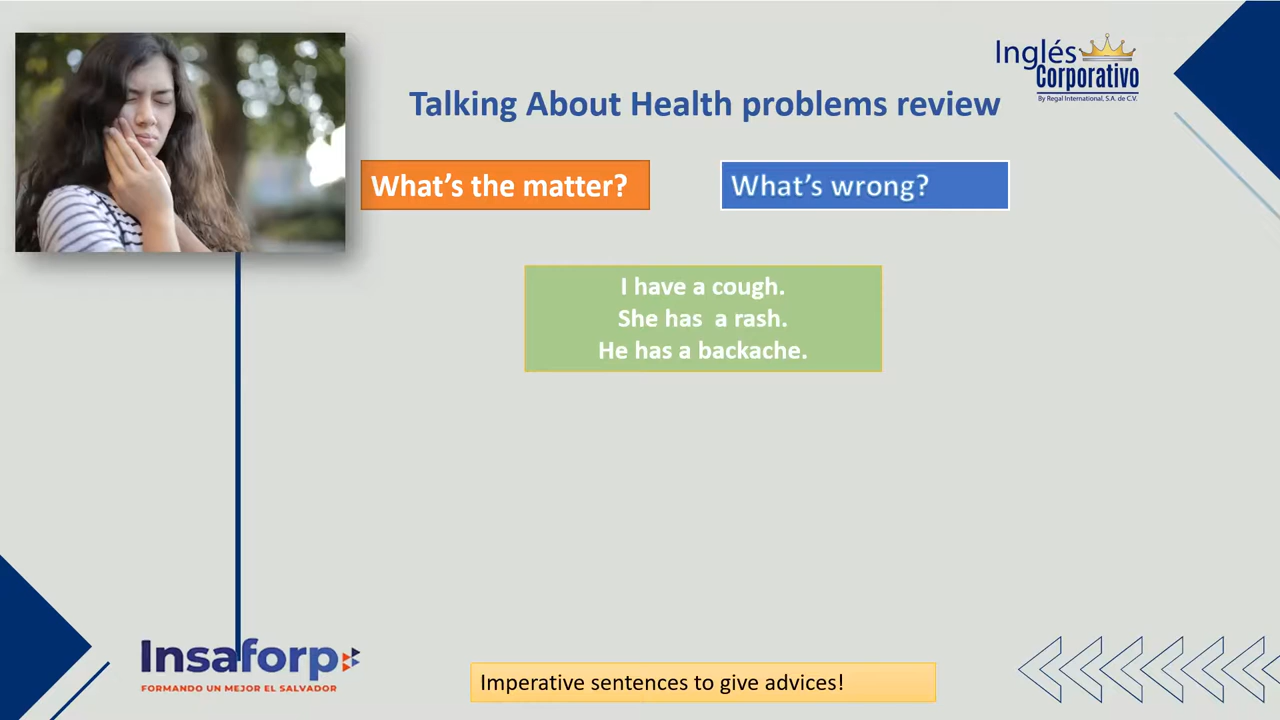 Inglés
Corporativo
By Regal International, S.A. de C.V.
Talking About Health problems review
What's the matter?
What's wrong?
I have a cough.
She has  a rash.
He has a backache.
Insaforp
FORMANDO UN MEJOR EL SALVADOR
Imperative sentences to give advices!